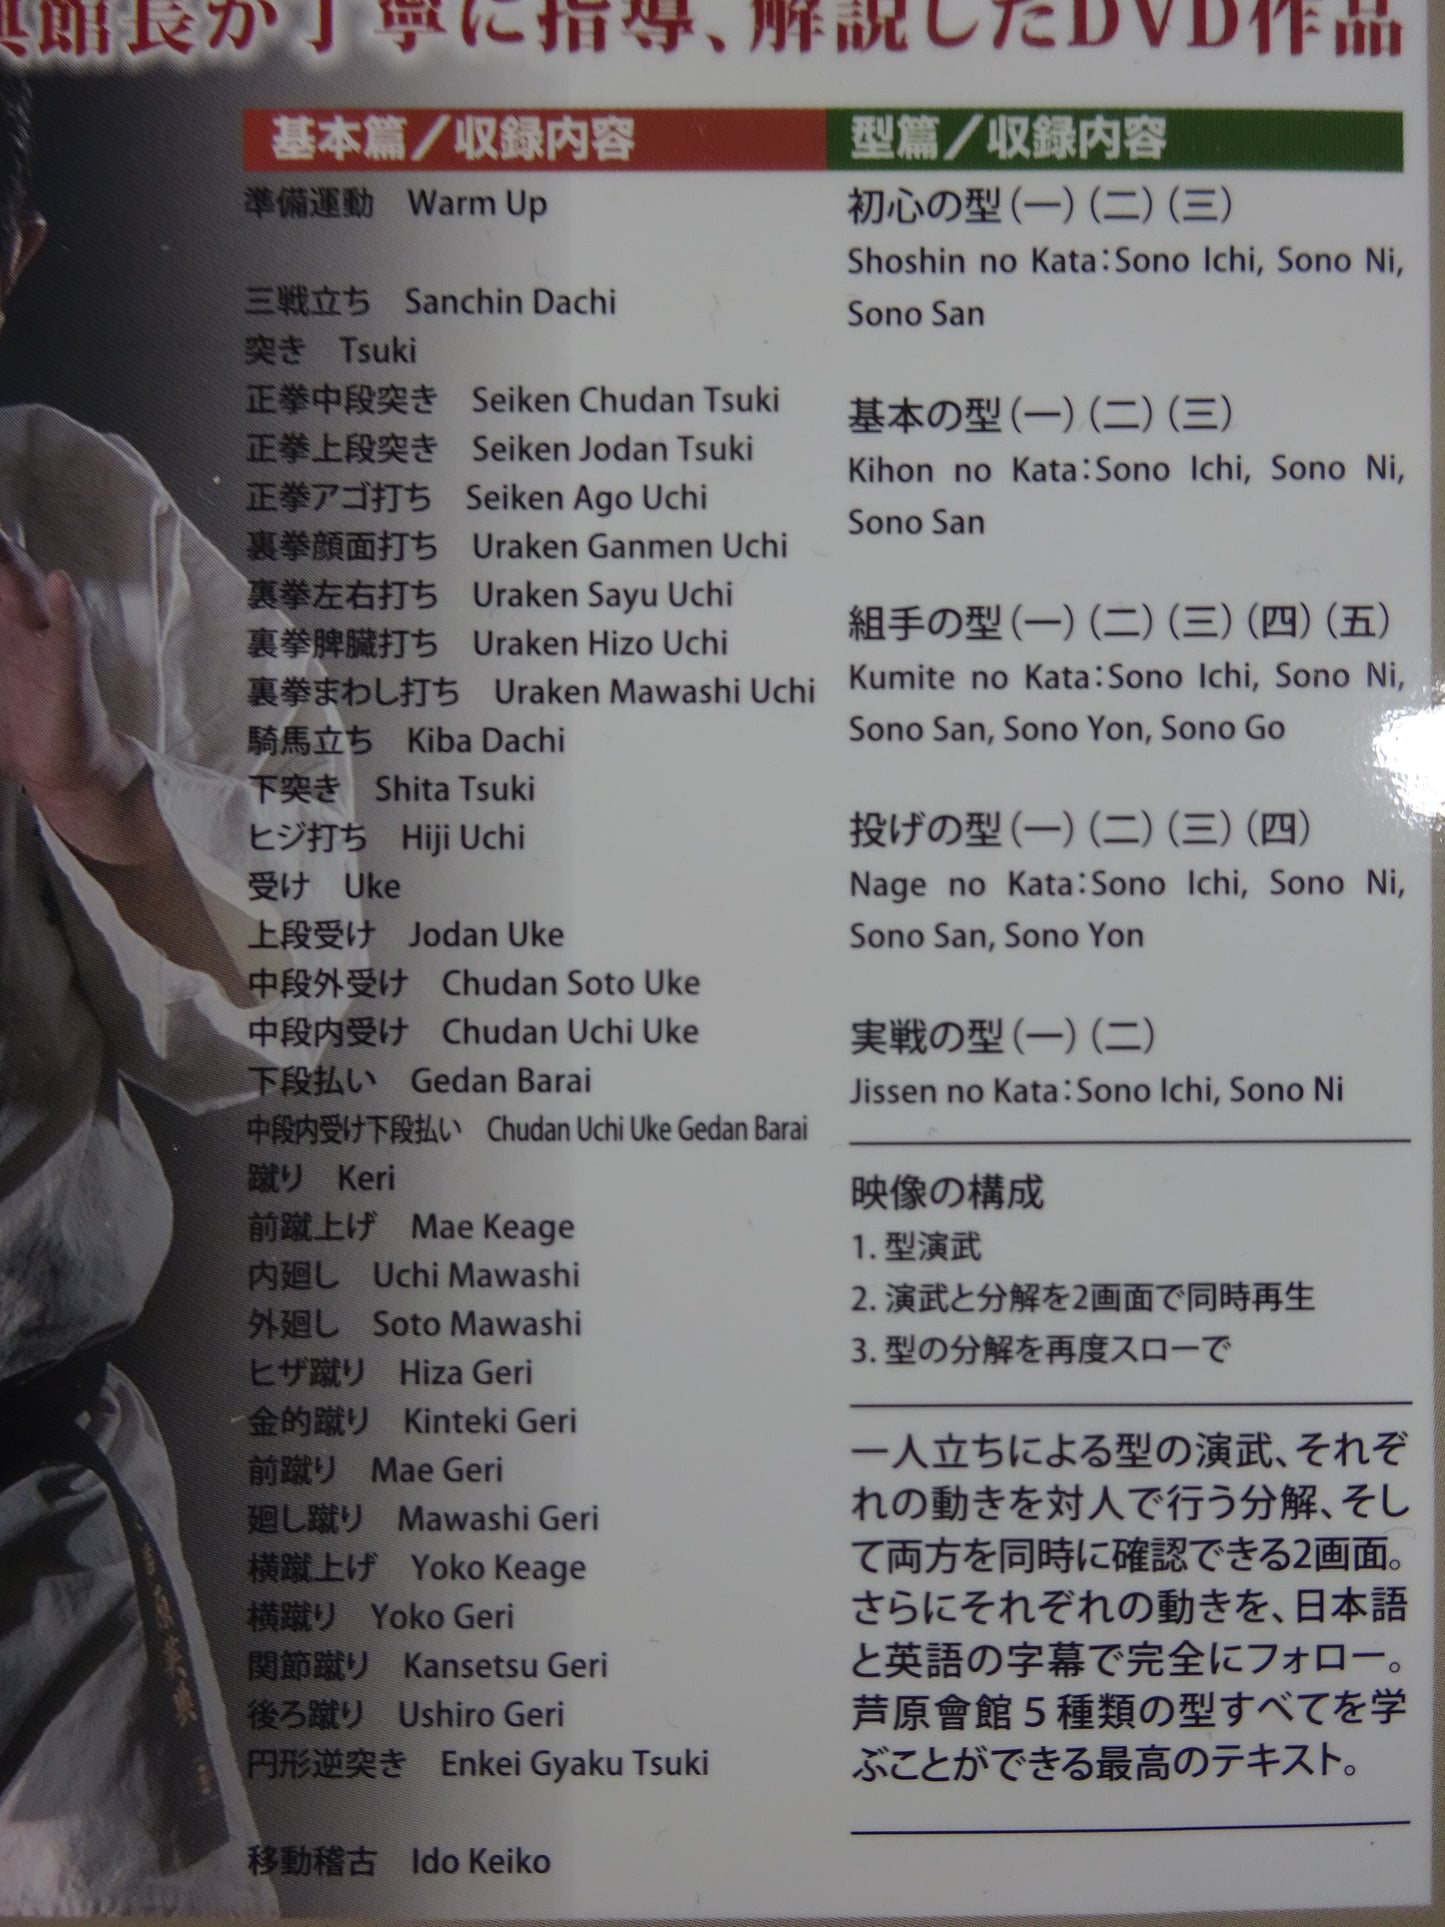 館長が丁寧に指導、解説したDVD作品
基本篇／収録内容
準備運動　Warm Up
三戦立ち　Sanchin Dachi
突き　Tsuki
正拳中段突き　Seiken Chudan Tsuki
正拳上段突き　Seiken Jodan Tsuki
正拳アゴ打ち　Seiken Ago Uchi
裏拳顔面打ち　Uraken Ganmen Uchi
裏拳左右打ち　Uraken Sayu Uchi
裏拳脾臓打ち　Uraken Hizo Uchi
裏拳まわし打ち　Uraken Mawashi Uchi
騎馬立ち　Kiba Dachi
下突き　Shita Tsuki
ヒジ打ち　Hiji Uchi
受け　Uke
上段受け　Jodan Uke
中段外受け　Chudan Soto Uke
中段内受け　Chudan Uchi Uke
下段払い　Gedan Barai
中段内受け下段払い　Chudan Uchi Uke Gedan Barai
蹴り　Keri
前蹴上げ　Mae Keage
内廻し　Uchi Mawashi
外廻し　Soto Mawashi
ヒザ蹴り　Hiza Geri
金的蹴り　Kinteki Geri
前蹴り　Mae Geri
廻し蹴り　Mawashi Geri
横蹴上げ　Yoko Keage
横蹴り　Yoko Geri
関節蹴り　Kansetsu Geri
後ろ蹴り　Ushiro Geri
円形逆突き　Enkei Gyaku Tsuki
移動稽古　Ido Keiko
型篇／収録内容
初心の型（一）（二）（三）
Shoshin no Kata：Sono Ichi, Sono Ni,
Sono San
基本の型（一）（二）（三）
Kihon no Kata：Sono Ichi, Sono Ni,
Sono San
組手の型（一）（二）（三）（四）（五）
Kumite no Kata：Sono Ichi, Sono Ni,
Sono San, Sono Yon, Sono Go
投げの型（一）（二）（三）（四）
Nage no Kata：Sono Ichi, Sono Ni,
Sono San, Sono Yon
実戦の型（一）（二）
Jissen no Kata：Sono Ichi, Sono Ni
映像の構成
1. 型演武
2. 演武と分解を2画面で同時再生
3. 型の分解を再度スローで
一人立ちによる型の演武、それぞ
れの動きを対人で行う分解、そし
て両方を同時に確認できる2画面。
さらにそれぞれの動きを、日本語
と英語の字幕で完全にフォロー。
芦原會館５種類の型すべてを学
ぶことができる最高のテキスト。